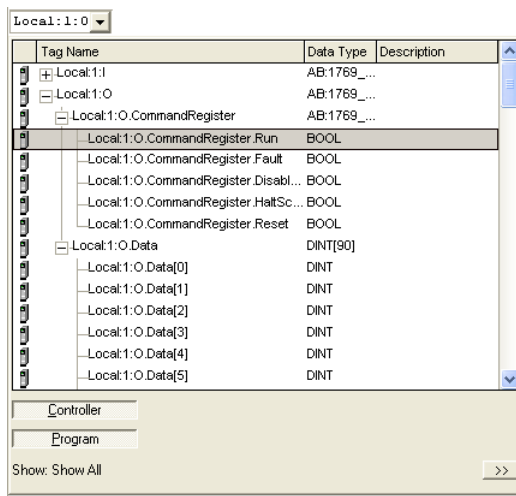 Local:1:0
Tag Name Data Type Description
Local:1:I AB:1769_...
Local:1:O AB:1769_...
Local:1:O.CommandRegister AB:1769_...
Local:1:O.CommandRegister.Run BOOL
Local:1:O.CommandRegister.Fault BOOL
Local:1:O.CommandRegister.Disabl... BOOL
Local:1:O.CommandRegister.HaltSc... BOOL
Local:1:O.CommandRegister.Reset BOOL
Local:1:O.Data DINT[90]
Local:1:O.Data[0] DINT
Local:1:O.Data[1] DINT
Local:1:O.Data[2] DINT
Local:1:O.Data[3] DINT
Local:1:O.Data[4] DINT
Local:1:O.Data[5] DINT
Controller
Program
Show: Show All >>